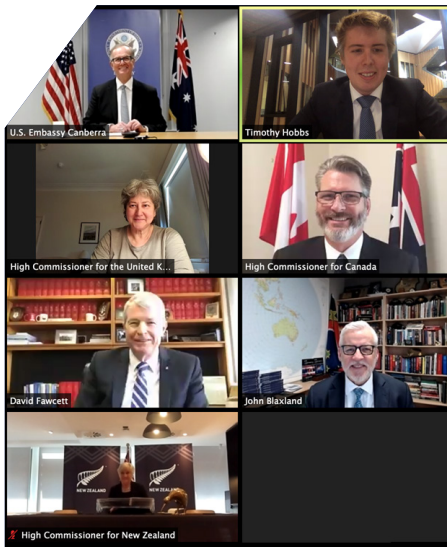 U.S. Embassy Canberra
Timothy Hobbs
High Commissioner for the United K...
High Commissioner for Canada
David Fawcett
John Blaxland
NEW ZEALAND
NEW ZEALAND
High Commissioner for New Zealand